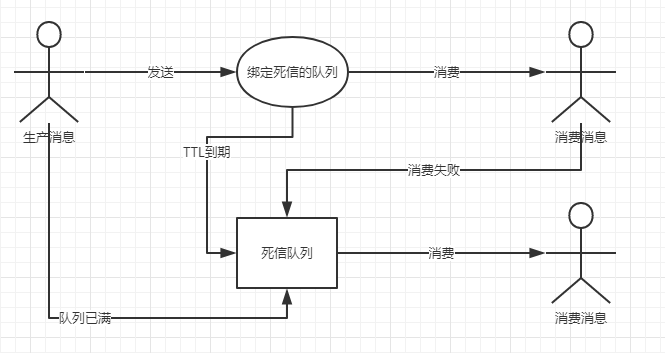 发送
绑定死信的队列
消费
生产消息
消费消息
TTL到期
消费失败
死信队列
消费
队列已满
消费消息